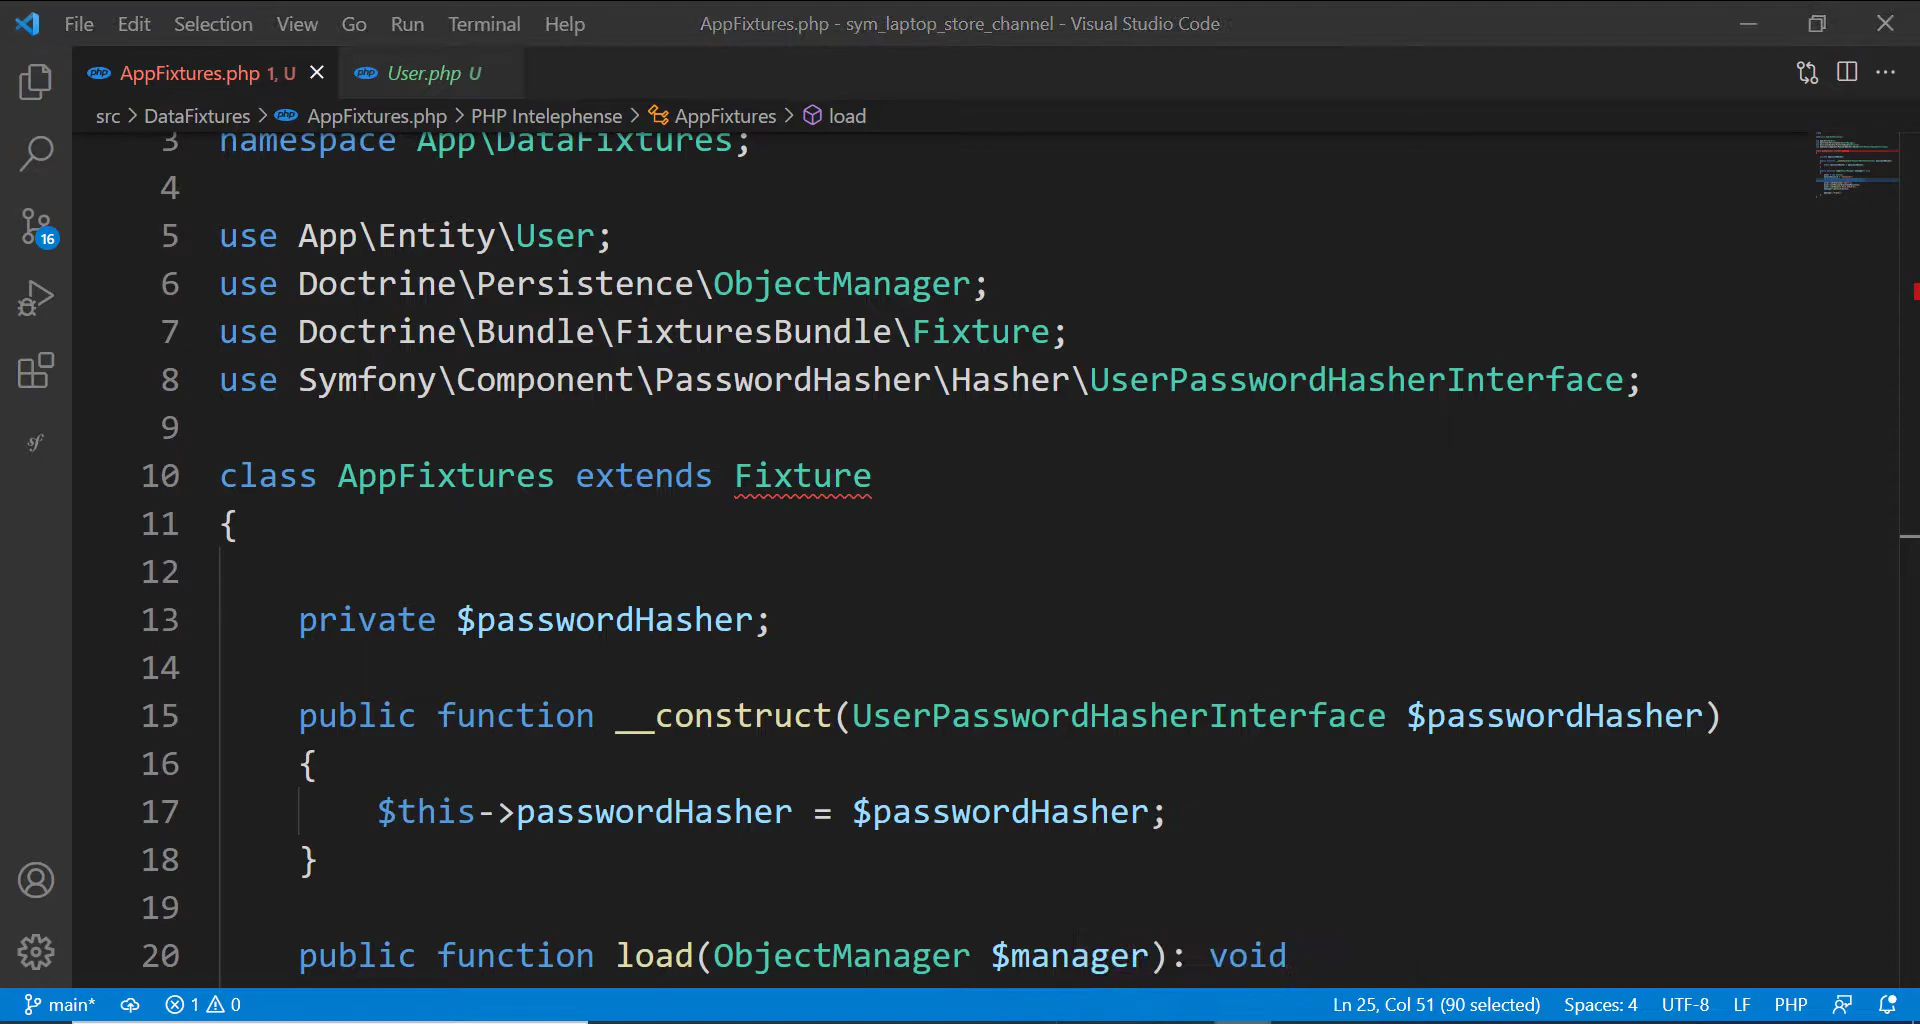 File Edit Selection View Go Run Terminal Help AppFixtures.php - sym_laptop_store_channel - Visual Studio Code
AppFixtures.php 1, U User.php U
src > DataFixtures > AppFixtures.php > PHP Intelephense > AppFixtures > load
3 namespace App\DataFixtures;
4
5 use App\Entity\User;
6 use Doctrine\Persistence\ObjectManager;
7 use Doctrine\Bundle\FixturesBundle\Fixture;
8 use Symfony\Component\PasswordHasher\Hasher\UserPasswordHasherInterface;
9
10 class AppFixtures extends Fixture
11 {
12
13 private $passwordHasher;
14
15 public function __construct(UserPasswordHasherInterface $passwordHasher)
16 {
17 $this->passwordHasher = $passwordHasher;
18 }
19
20 public function load(ObjectManager $manager): void
16
main* 1 0 Ln 25, Col 51 (90 selected) Spaces: 4 UTF-8 LF PHP